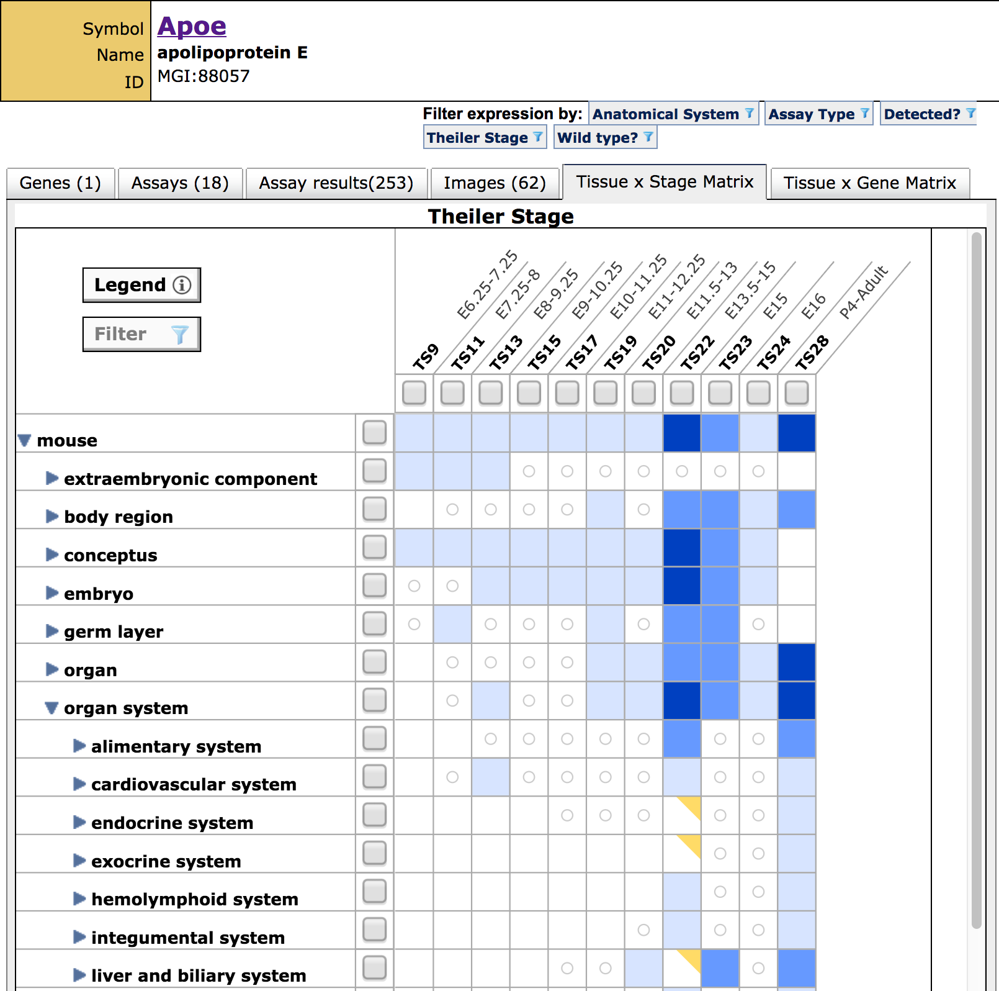 Symbol Apoe
Name apolipoprotein E
ID MGI:88057
Filter expression by: Anatomical System Assay Type Detected?
Theiler Stage Wild type?
Genes (1) Assays (18) Assay results(253) Images (62) Tissue x Stage Matrix Tissue x Gene Matrix
Theiler Stage
Legend
Filter
E6.25-7.25 E7.25-8 E8-9.25 E9-10.25 E10-11.25 E11-12.25 E11.5-13 E13.5-15 E15 E16 P4-Adult
TS9 TS11 TS13 TS15 TS17 TS19 TS20 TS22 TS23 TS24 TS28
mouse
extraembryonic component
body region
conceptus
embryo
germ layer
organ
organ system
alimentary system
cardiovascular system
endocrine system
exocrine system
hemolymphoid system
integumental system
liver and biliary system